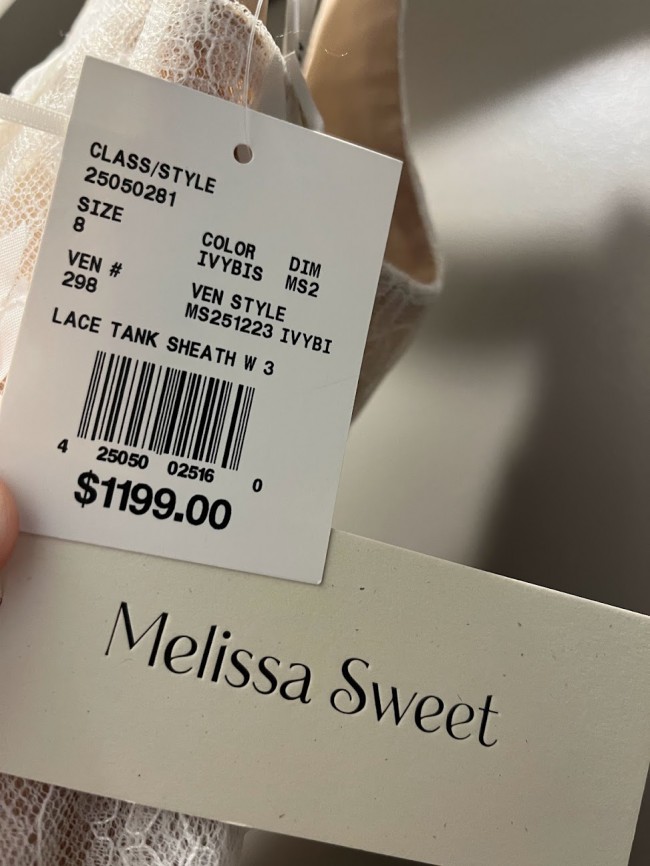 CLASS/STYLE
25050281
SIZE
8
COLOR DIM
IVYBIS MS2
VEN #
298
VEN STYLE
MS251223 IVYBI
LACE TANK SHEATH W 3
4 25050 02516 0
$1199.00
Melissa Sweet